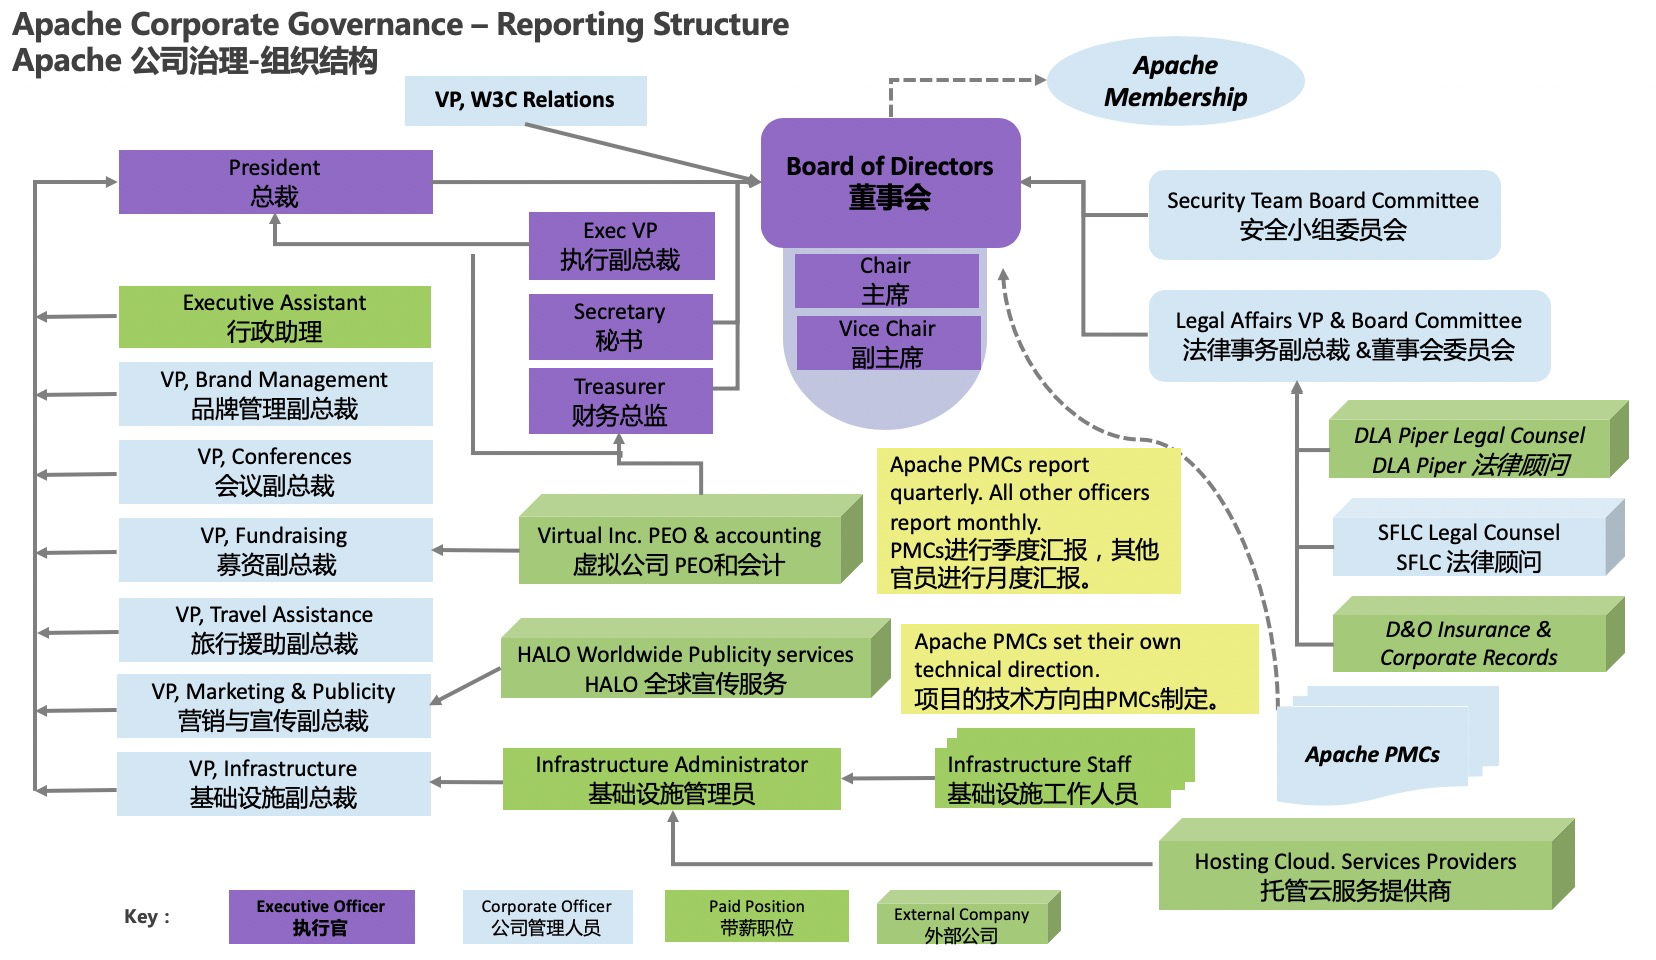 Apache Corporate Governance – Reporting Structure
Apache 公司治理-组织结构
VP, W3C Relations
Apache
Membership
President
总裁
Board of Directors
董事会
Exec VP
执行副总裁
Security Team Board Committee
安全小组委员会
Chair
主席
Executive Assistant
行政助理
Secretary
秘书
Vice Chair
副主席
Legal Affairs VP & Board Committee
法律事务副总裁 &董事会委员会
VP, Brand Management
品牌管理副总裁
Treasurer
财务总监
DLA Piper Legal Counsel
DLA Piper 法律顾问
VP, Conferences
会议副总裁
Apache PMCs report
quarterly. All other officers
report monthly.
PMCs进行季度汇报，其他
官员进行月度汇报。
VP, Fundraising
募资副总裁
Virtual Inc. PEO & accounting
虚拟公司 PEO和会计
SFLC Legal Counsel
SFLC 法律顾问
VP, Travel Assistance
旅行援助副总裁
HALO Worldwide Publicity services
HALO 全球宣传服务
Apache PMCs set their own
technical direction.
项目的技术方向由PMCs制定。
D&O Insurance &
Corporate Records
VP, Marketing & Publicity
营销与宣传副总裁
VP, Infrastructure
基础设施副总裁
Infrastructure Administrator
基础设施管理员
Infrastructure Staff
基础设施工作人员
Apache PMCs
Hosting Cloud. Services Providers
托管云服务提供商
Key：
Executive Officer
执行官
Corporate Officer
公司管理人员
Paid Position
带薪职位
External Company
外部公司